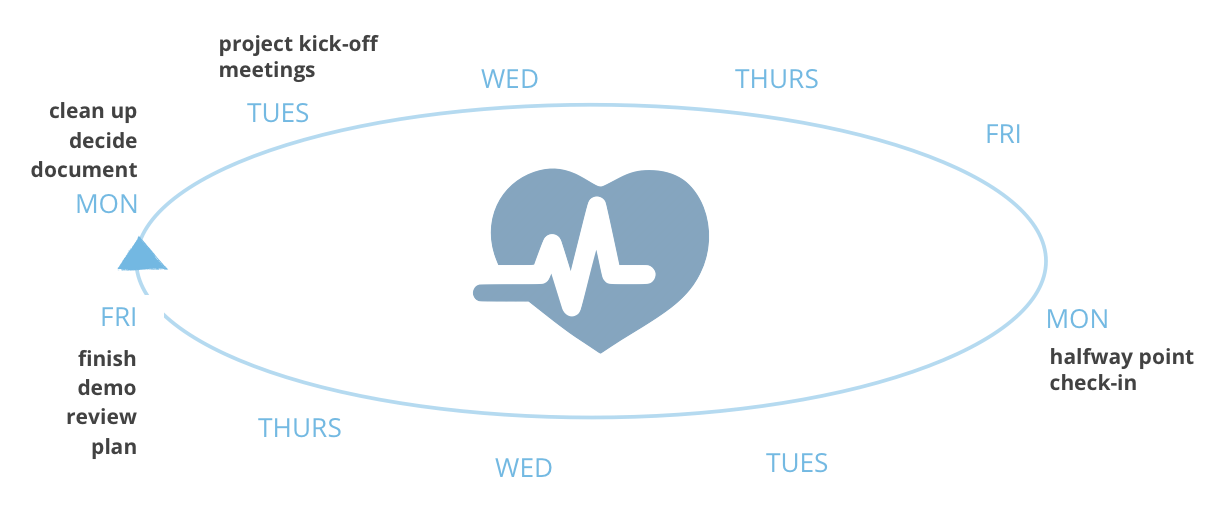 project kick-off
meetings
WED
THURS
clean up
decide
document
TUES
FRI
MON
FRI
finish
demo
review
plan
MON
halfway point
check-in
THURS
WED
TUES